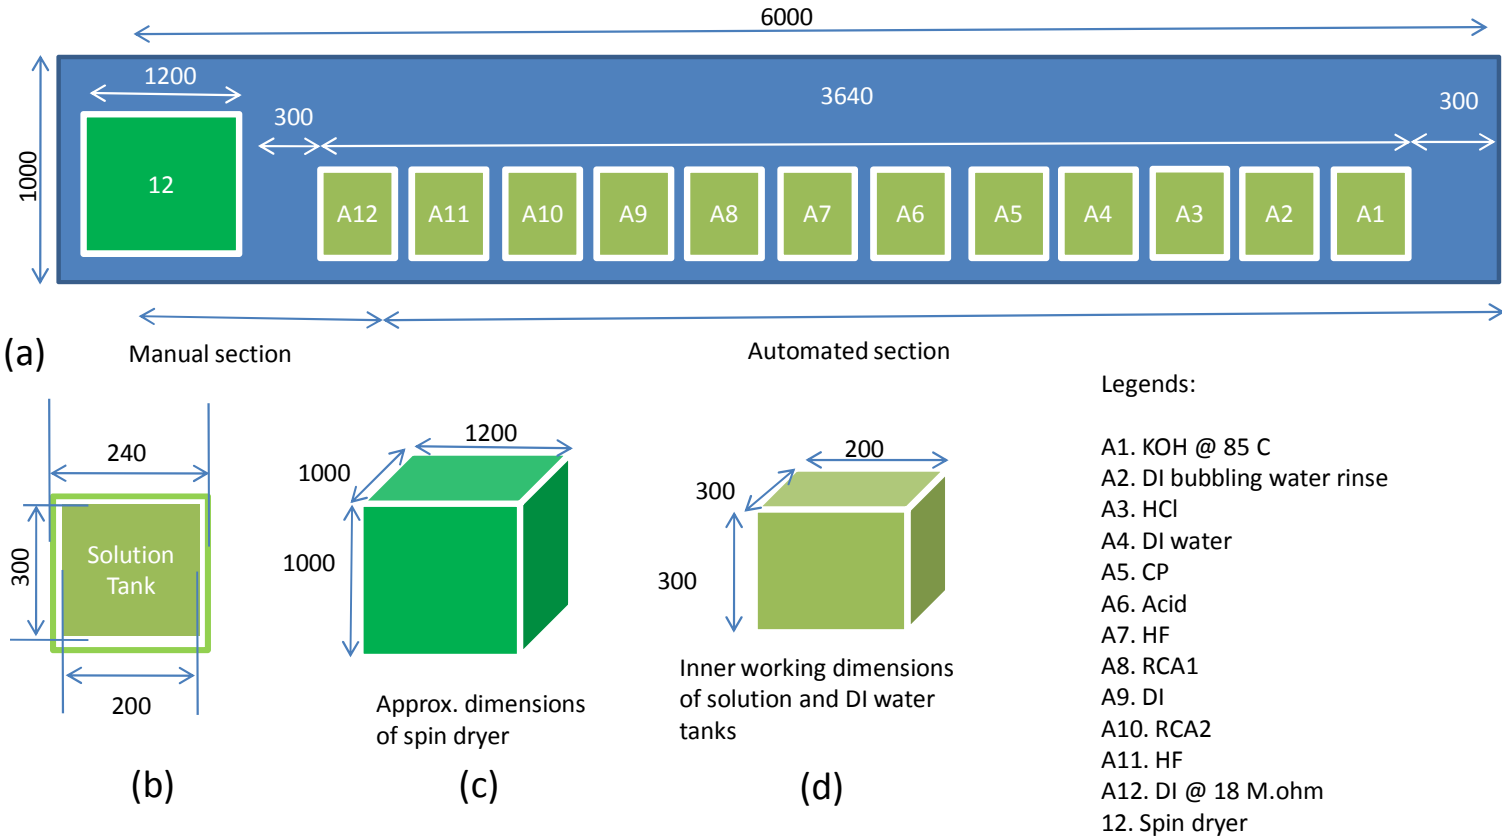 6000
1200
3640
300
300
1000
12
A12
A11
A10
A9
A8
A7
A6
A5
A4
A3
A2
A1
(a)
Manual section
Automated section
240
300
Solution
Tank
200
(b)
1200
1000
1000
Approx. dimensions
of spin dryer
(c)
200
300
300
Inner working dimensions
of solution and DI water
tanks
(d)
Legends:
A1. KOH @ 85 C
A2. DI bubbling water rinse
A3. HCl
A4. DI water
A5. CP
A6. Acid
A7. HF
A8. RCA1
A9. DI
A10. RCA2
A11. HF
A12. DI @ 18 M.ohm
12. Spin dryer